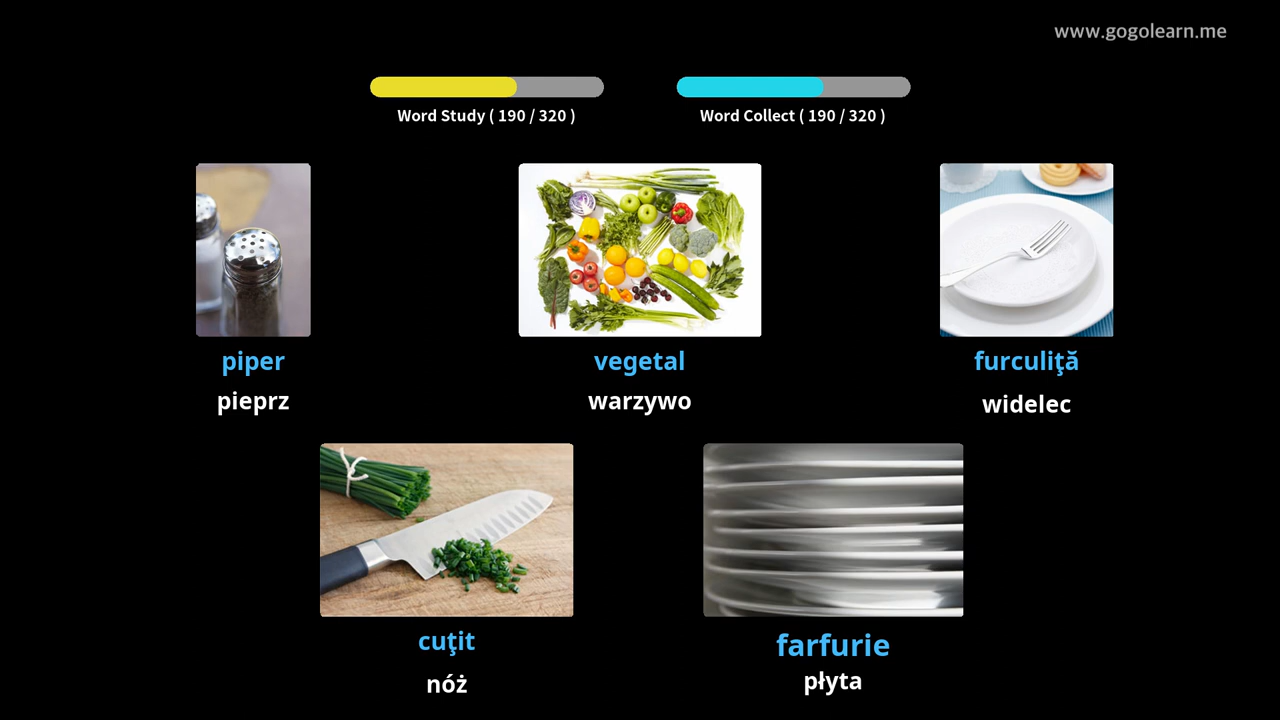 www.gogolearn.me
Word Study ( 190 / 320 )
Word Collect ( 190 / 320 )
piper
pieprz
vegetal
warzywo
furculiţă
widelec
cuţit
nóż
farfurie
płyta